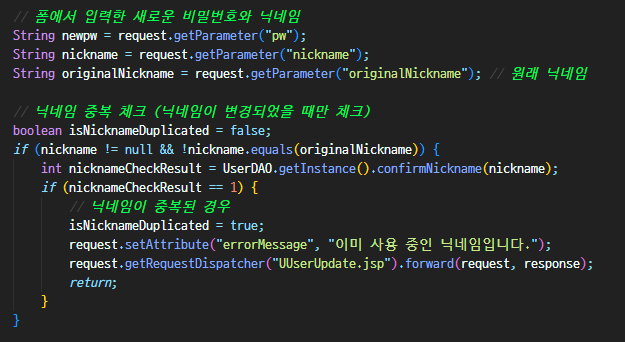 // 폼에서 입력한 새로운 비밀번호와 닉네임
String newpw = request.getParameter("pw");
String nickname = request.getParameter("nickname");
String originalNickname = request.getParameter("originalNickname"); // 원래 닉네임
// 닉네임 중복 체크 (닉네임이 변경되었을 때만 체크)
boolean isNicknameDuplicated = false;
if (nickname != null && !nickname.equals(originalNickname)) {
int nicknameCheckResult = UserDAO.getInstance().confirmNickname(nickname);
if (nicknameCheckResult == 1) {
// 닉네임이 중복된 경우
isNicknameDuplicated = true;
request.setAttribute("errorMessage", "이미 사용 중인 닉네임입니다.");
request.getRequestDispatcher("UUserUpdate.jsp").forward(request, response);
return;
}
}